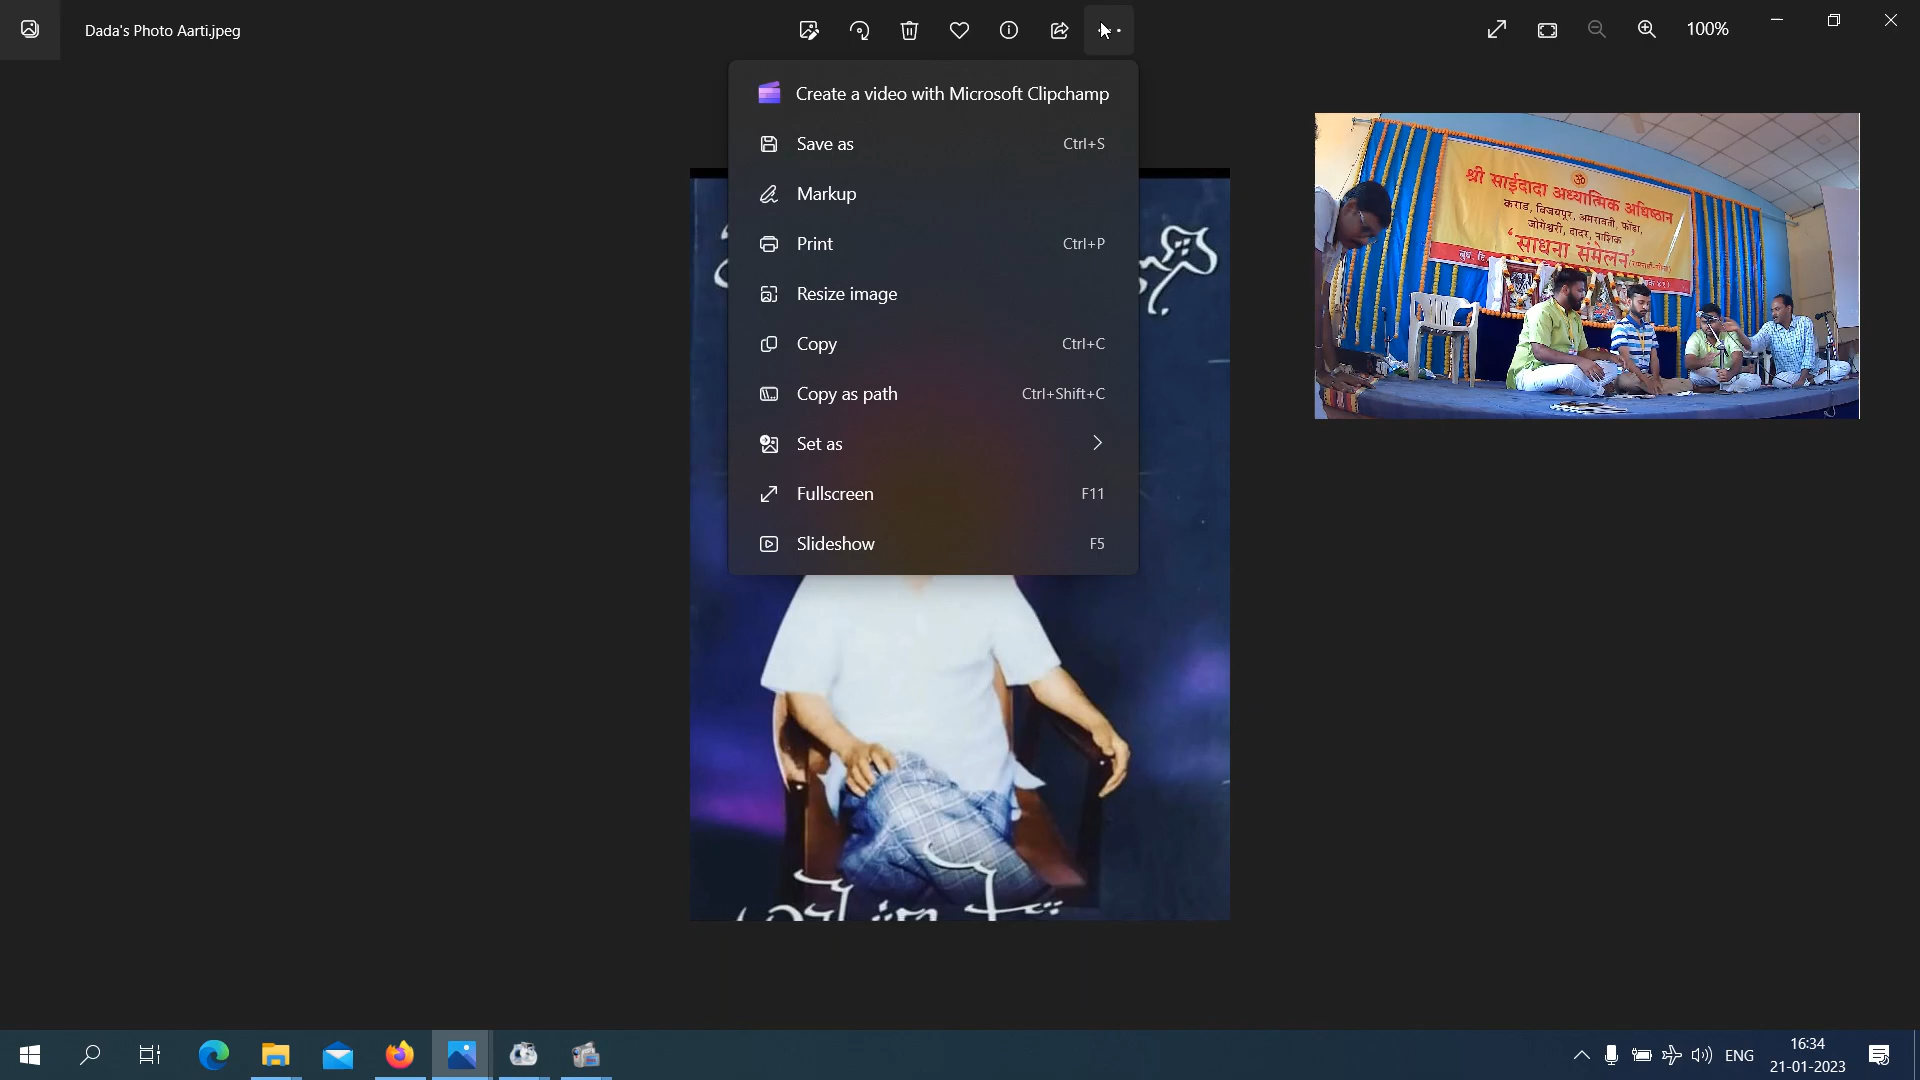 Dada's Photo Aarti.jpeg
100%
Create a video with Microsoft Clipchamp
Save as Ctrl+S
Markup
Print Ctrl+P
Resize image
Copy Ctrl+C
Copy as path Ctrl+Shift+C
Set as
Fullscreen F11
Slideshow F5
श्री साईदादा अध्यात्मिक अधिष्ठान
कराड, विजयपूर, अमरावती, फोंडा,
जोगेश्वरी, दादर, नाशिक
'साधना संमेलन'
ENG
16:34
21-01-2023